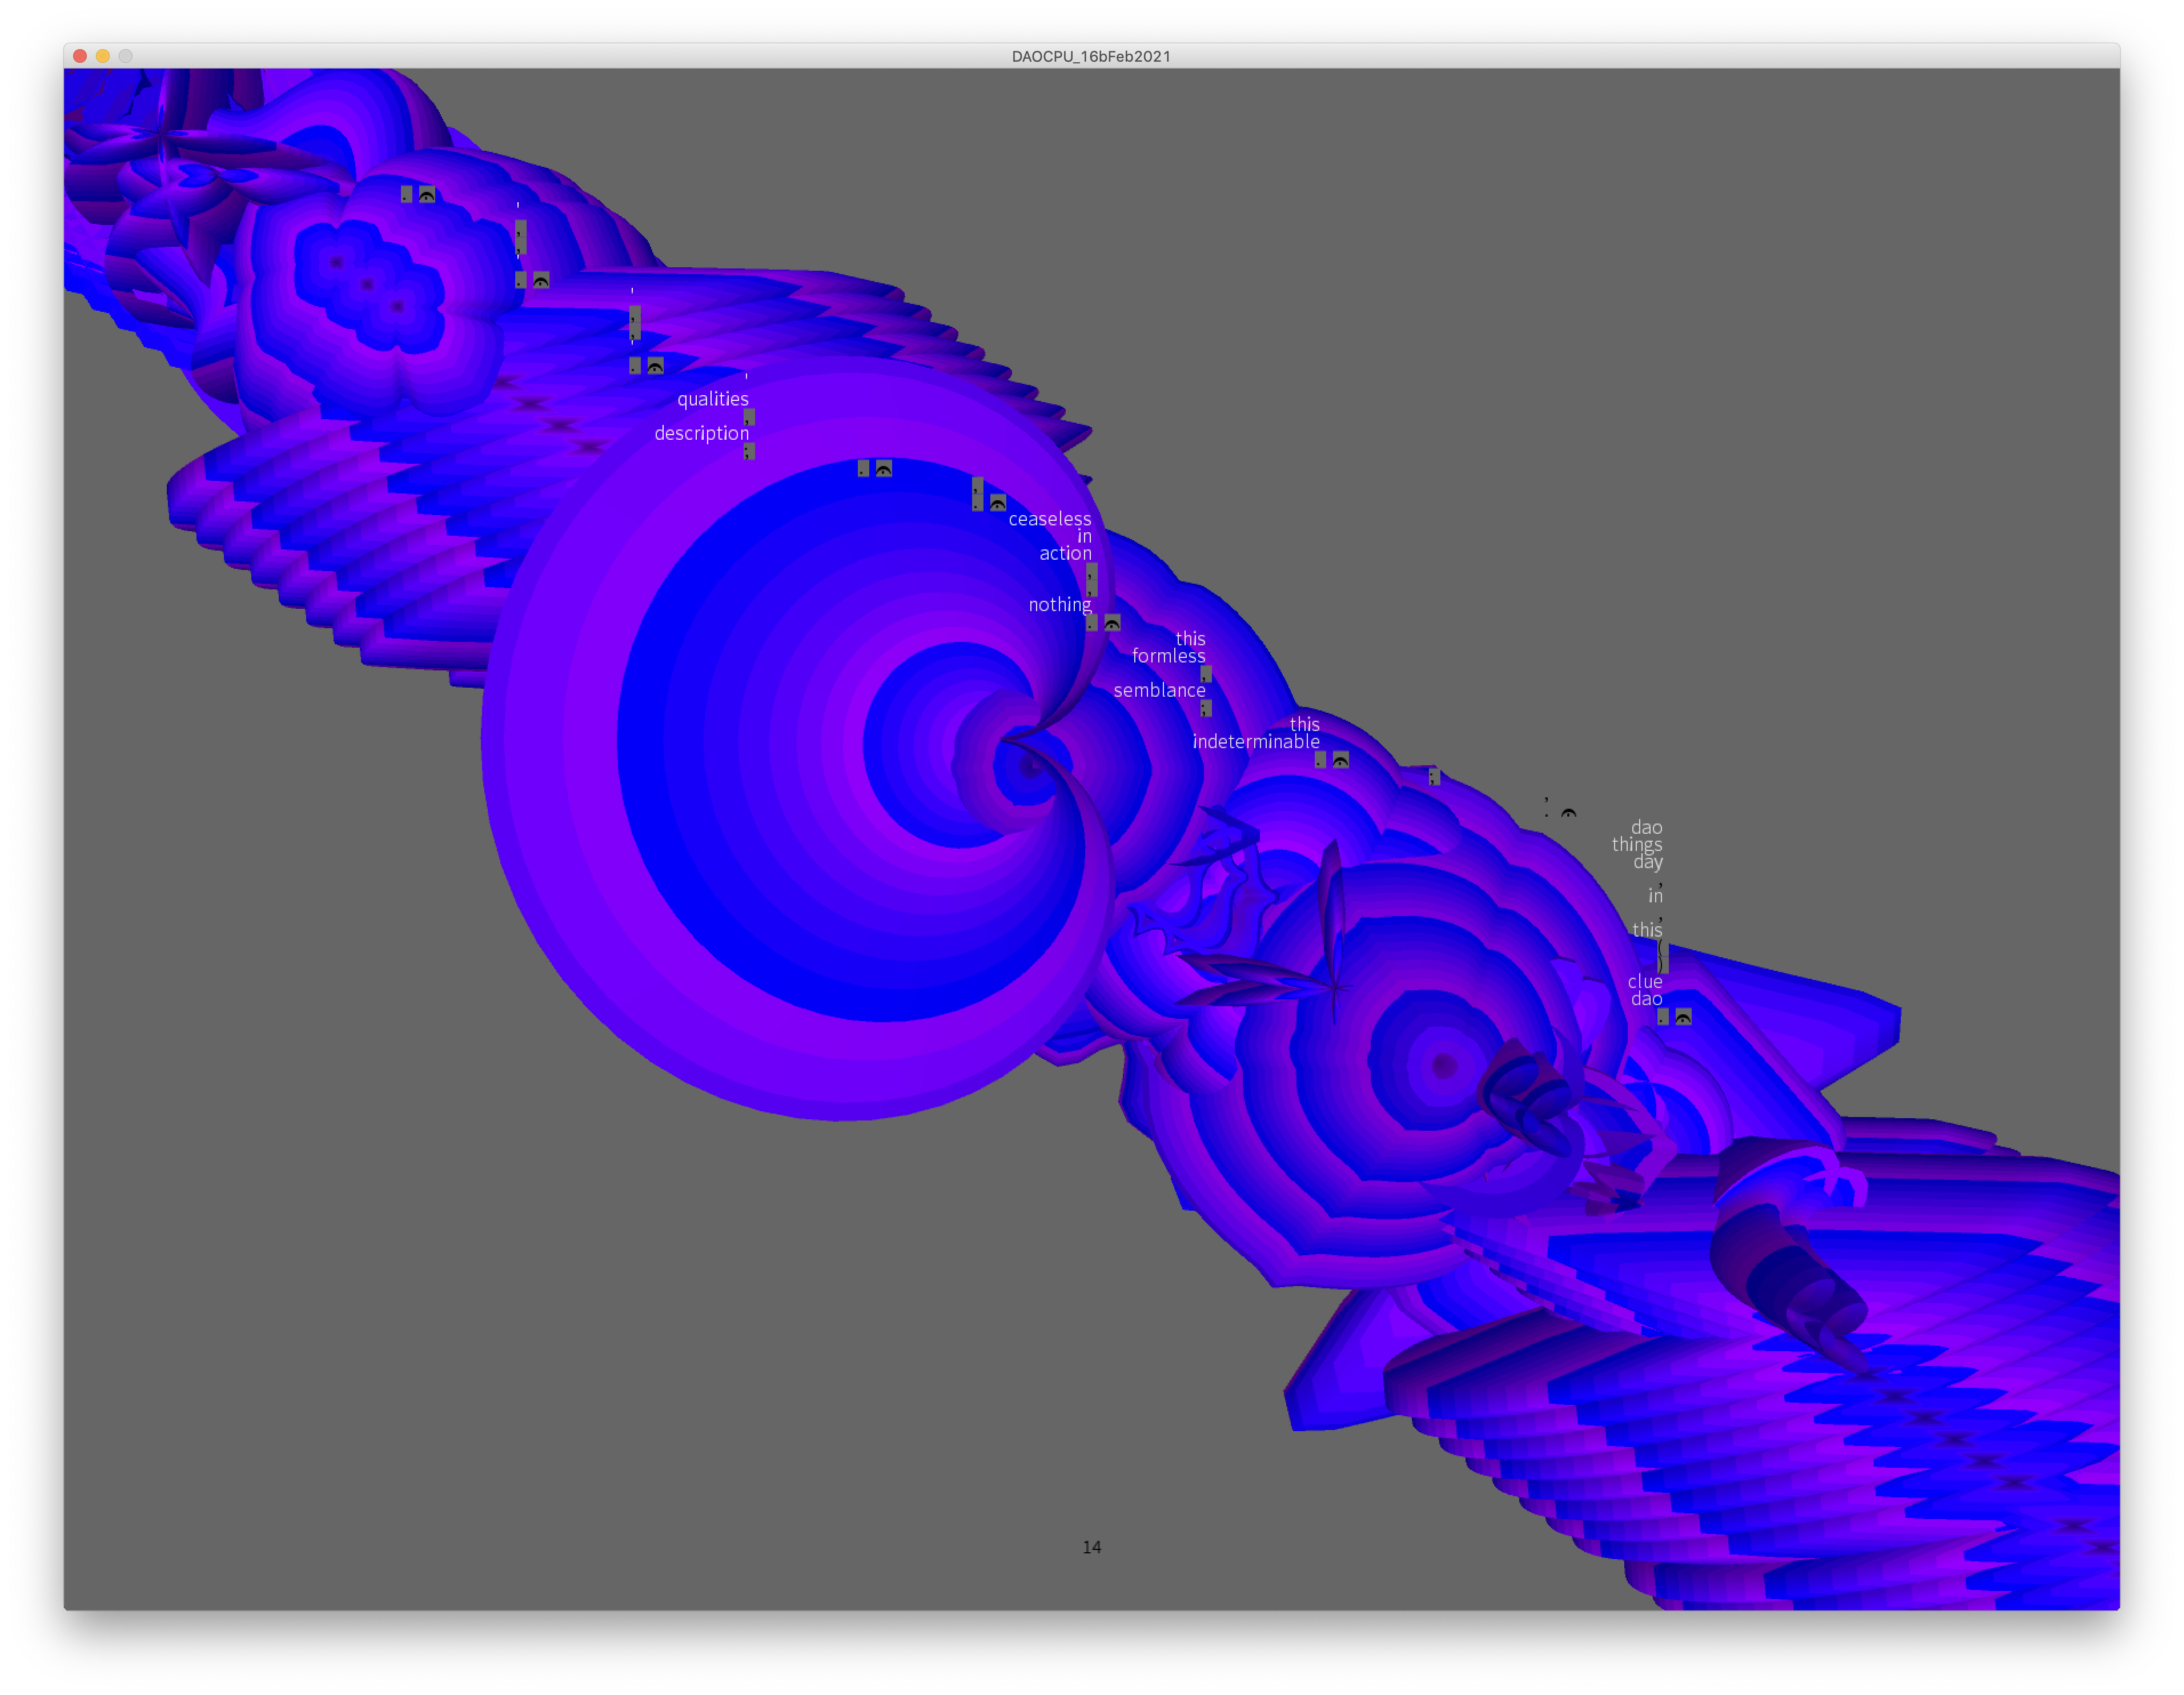 DAOCPU_16bFeb2021
. 𝄐
'
,
,
'
. 𝄐
'
,
,
'
. 𝄐
'
qualities
,
description
;
. 𝄐
,
. 𝄐
ceaseless
in
action
,
,
nothing
. 𝄐
this
formless
,
semblance
;
this
indeterminable
. 𝄐
;
,
. 𝄐
dao
things
day
,
in
,
this
(
)
clue
dao
. 𝄐
14